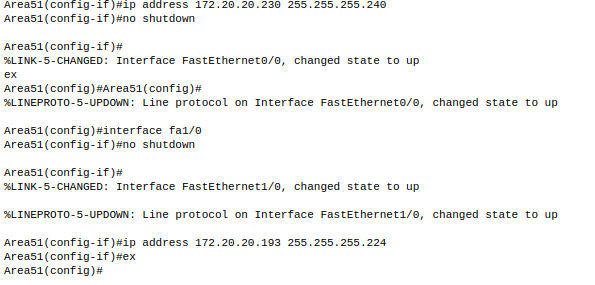 Area51(config-if)#ip address 172.20.20.230 255.255.255.240
Area51(config-if)#no shutdown
Area51(config-if)#
%LINK-5-CHANGED: Interface FastEthernet0/0, changed state to up
ex
Area51(config)#Area51(config)#
%LINEPROTO-5-UPDOWN: Line protocol on Interface FastEthernet0/0, changed state to up
Area51(config)#interface fa1/0
Area51(config-if)#no shutdown
Area51(config-if)#
%LINK-5-CHANGED: Interface FastEthernet1/0, changed state to up
%LINEPROTO-5-UPDOWN: Line protocol on Interface FastEthernet1/0, changed state to up
Area51(config-if)#ip address 172.20.20.193 255.255.255.224
Area51(config-if)#ex
Area51(config)#